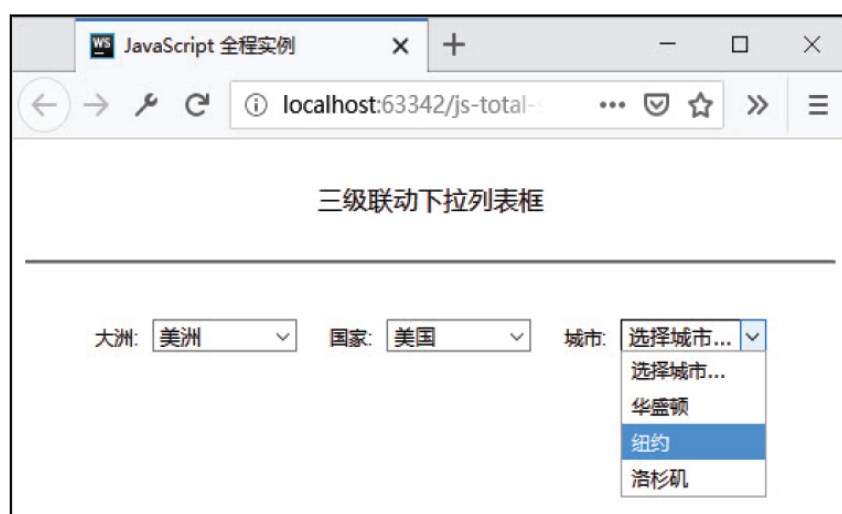 WS JavaScript 全程实例
localhost:63342/js-total-
三级联动下拉列表框
大洲: 美洲 国家: 美国 城市: 选择城市...
选择城市...
华盛顿
纽约
洛杉矶